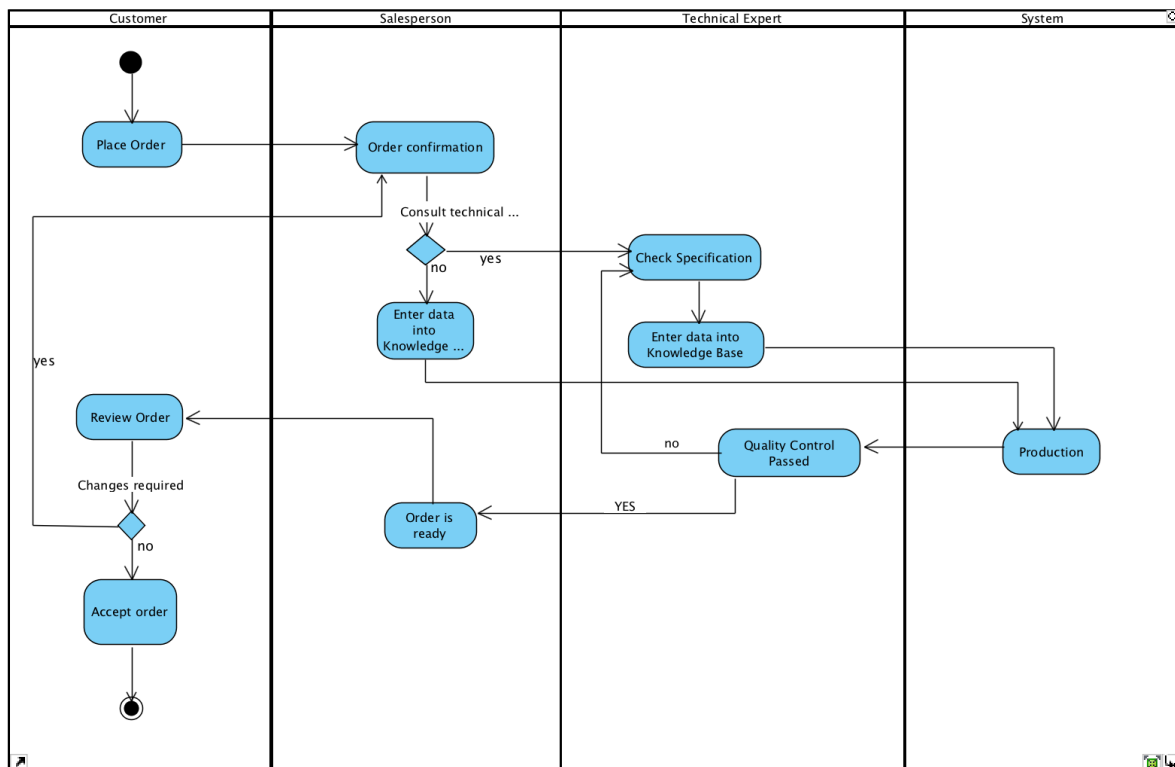 Customer
Salesperson
Technical Expert
System
Place Order
Order confirmation
Consult technical ...
yes
no
Check Specification
Enter data
into
Knowledge ...
Enter data into
Knowledge Base
yes
Review Order
no
Quality Control
Passed
Production
Changes required
YES
Order is
ready
no
Accept order